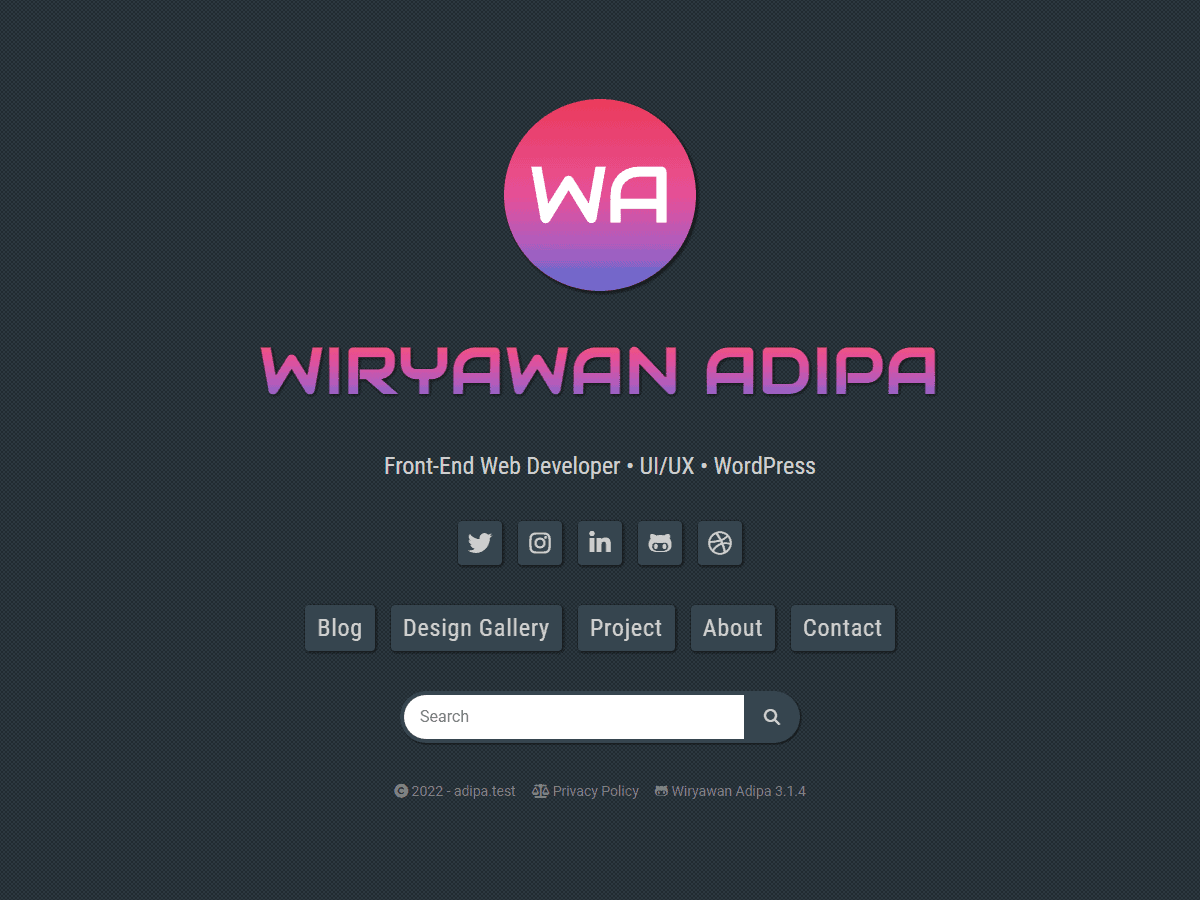 WA
WIRYAWAN ADIPA
Front-End Web Developer • UI/UX • WordPress
Blog Design Gallery Project About Contact
Search
2022 - adipa.test Privacy Policy Wiryawan Adipa 3.1.4